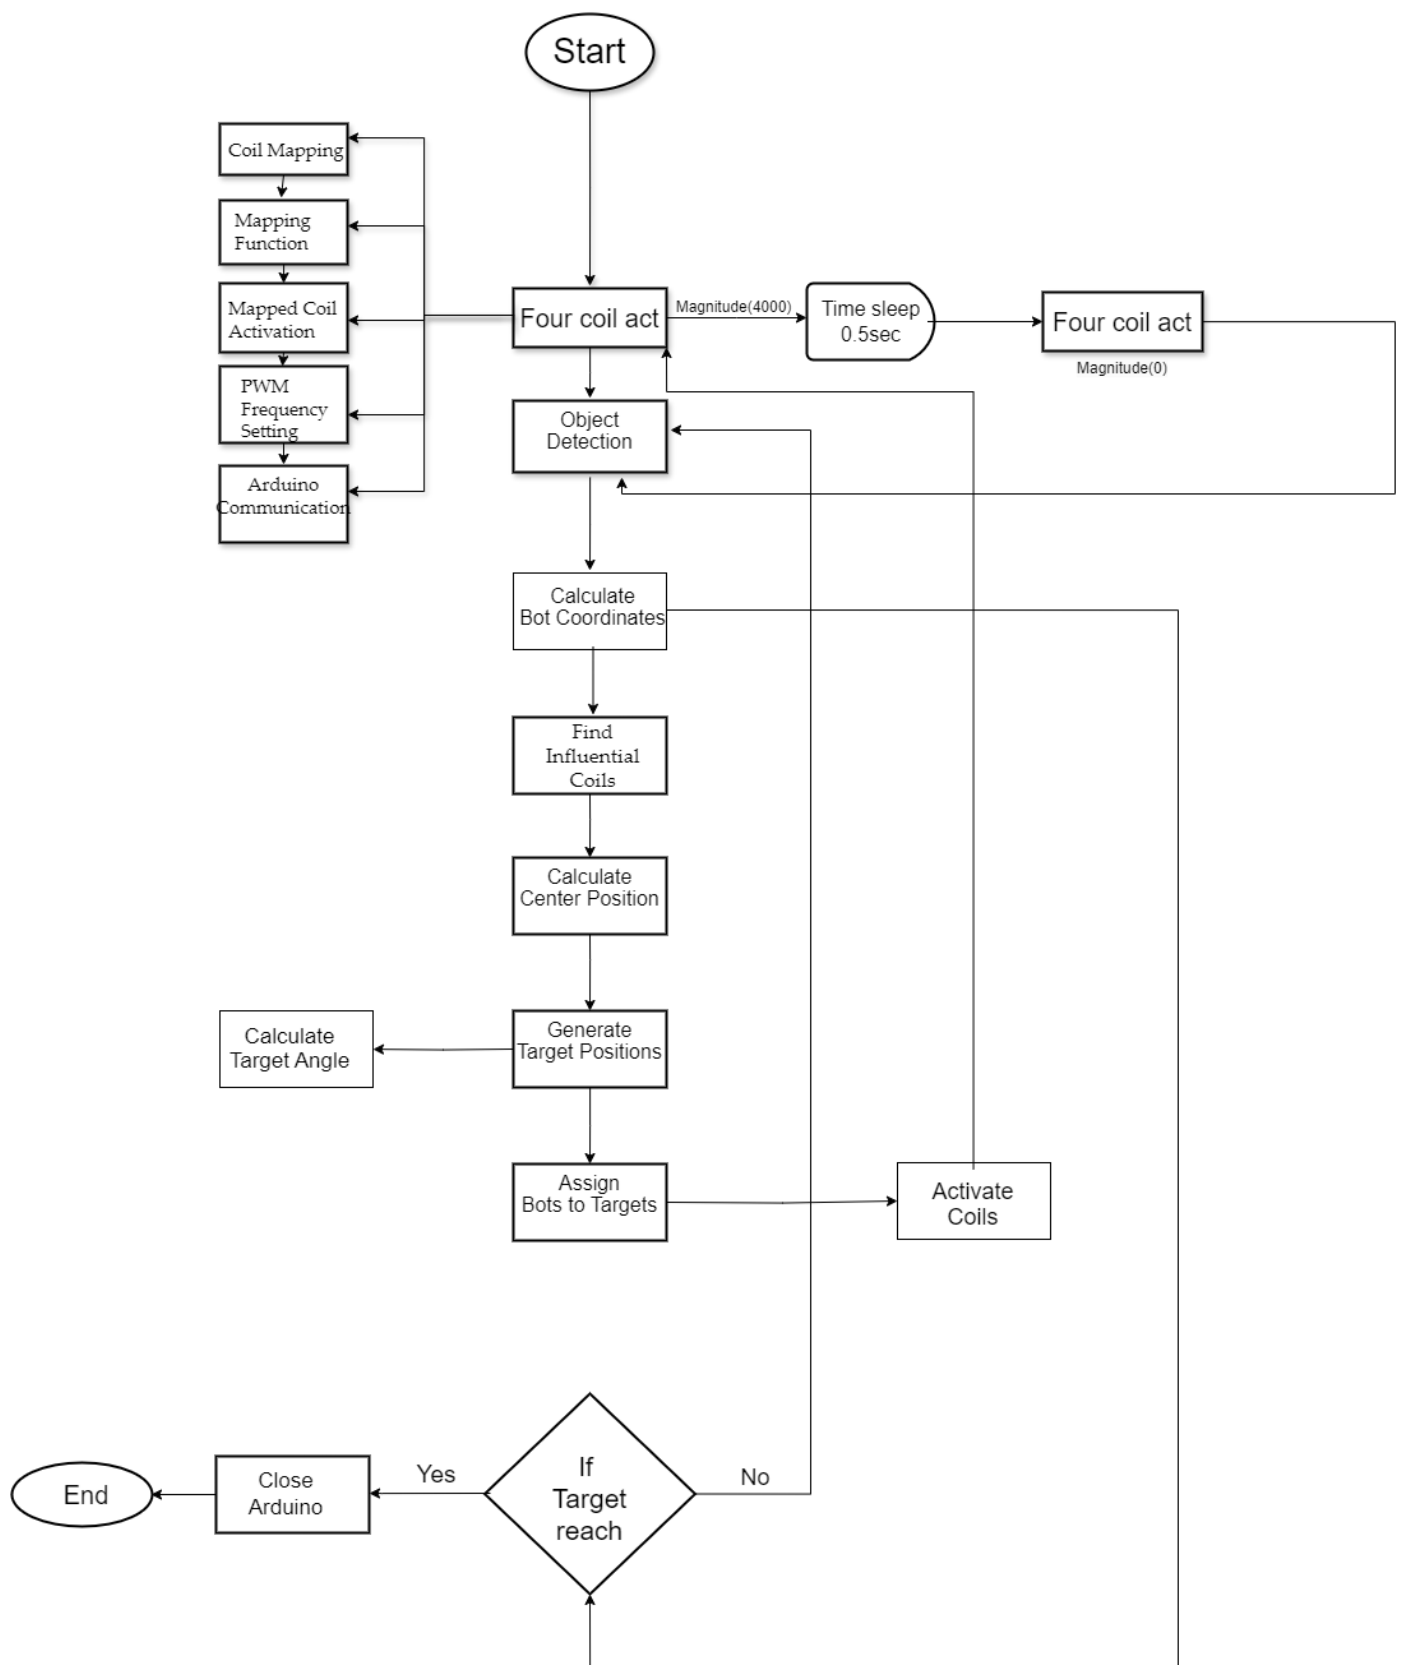 Start
Coil Mapping
Mapping
Function
Mapped Coil
Activation
PWM
Frequency
Setting
Arduino
Communication
Four coil act
Magnitude(4000)
Time sleep
0.5sec
Four coil act
Magnitude(0)
Object
Detection
Calculate
Bot Coordinates
Find
Influential
Coils
Calculate
Center Position
Generate
Target Positions
Calculate
Target Angle
Assign
Bots to Targets
Activate
Coils
If
Target
reach
Yes
No
Close
Arduino
End